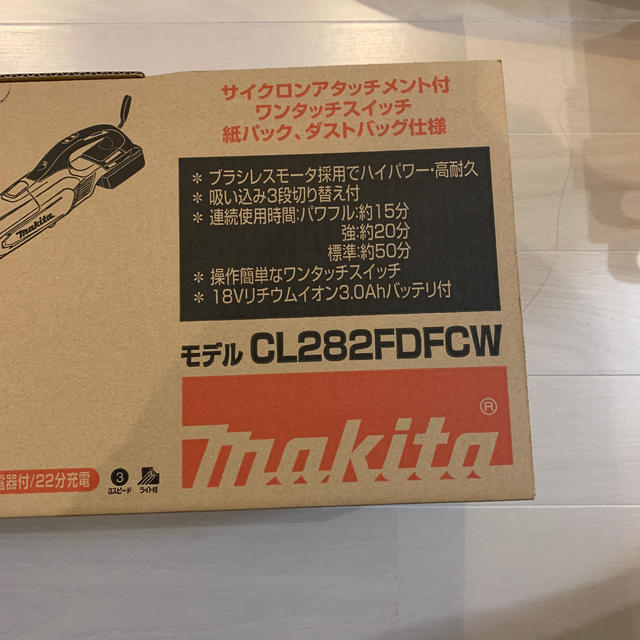 サイクロンアタッチメント付
ワンタッチスイッチ
紙パック、ダストバッグ仕様
* ブラシレスモータ採用でハイパワー・高耐久
* 吸い込み3段切り替え付
* 連続使用時間:パワフル:約15分
強:約20分
標準:約50分
* 操作簡単なワンタッチスイッチ
* 18Vリチウムイオン3.0Ahバッテリ付
モデル CL282FDFCW
makita®
makita
電器付/22分充電
3
3スピード
ライト付